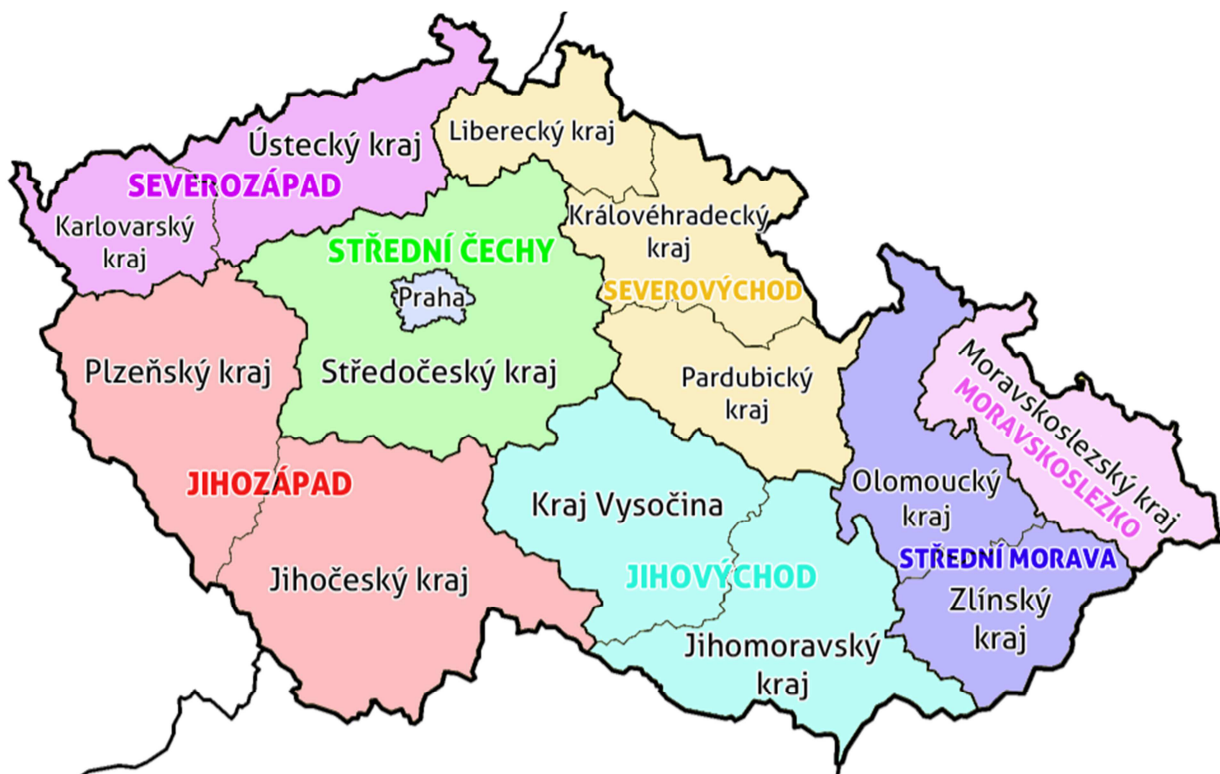 Liberecký kraj
Ústecký kraj
SEVEROZÁPAD
Karlovarský
kraj
Královéhradecký
kraj
STŘEDNÍ ČECHY
Praha
SEVEROVÝCHOD
Plzeňský kraj
Středočeský kraj
Pardubický
kraj
Moravskoslezský kraj
MORAVSKOSLEZKO
JIHOZÁPAD
Kraj Vysočina
Olomoucký
kraj
STŘEDNÍ MORAVA
Jihočeský kraj
JIHOVÝCHOD
Zlínský
kraj
Jihomoravský
kraj